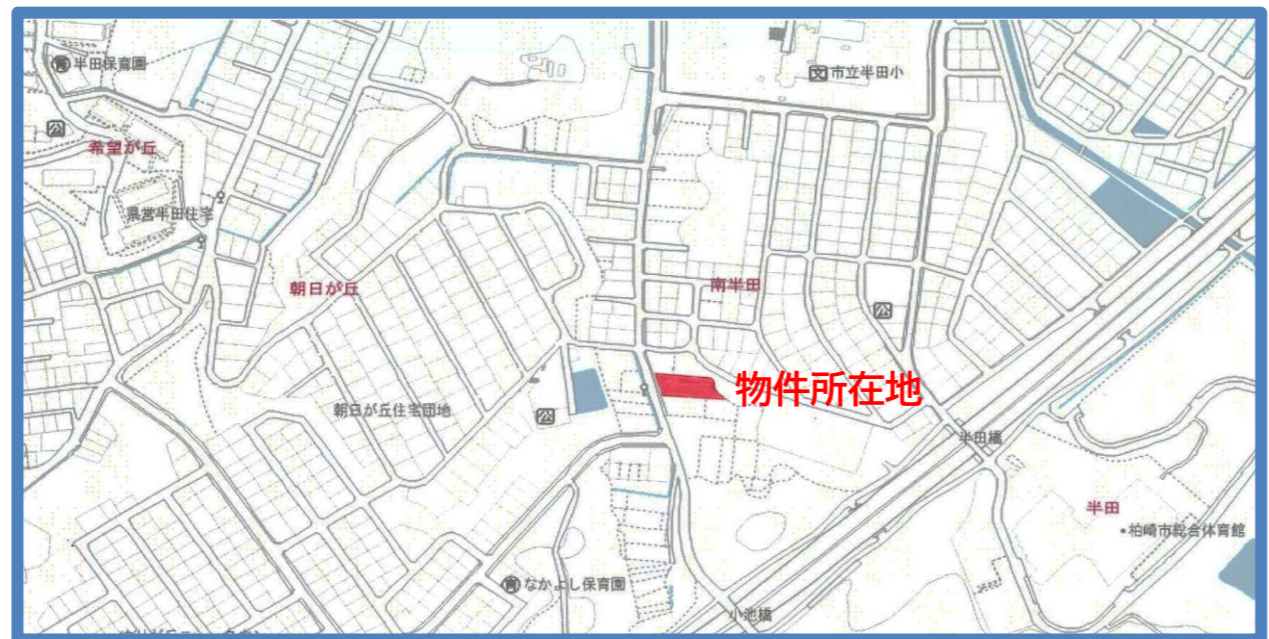 半田保育園
市立半田小
公
希望が丘
県営半田住宅
朝日が丘
南半田
公
物件所在地
朝日が丘住宅団地
公
半田橋
半田
柏崎市総合体育館
なかよし保育園
小池橋